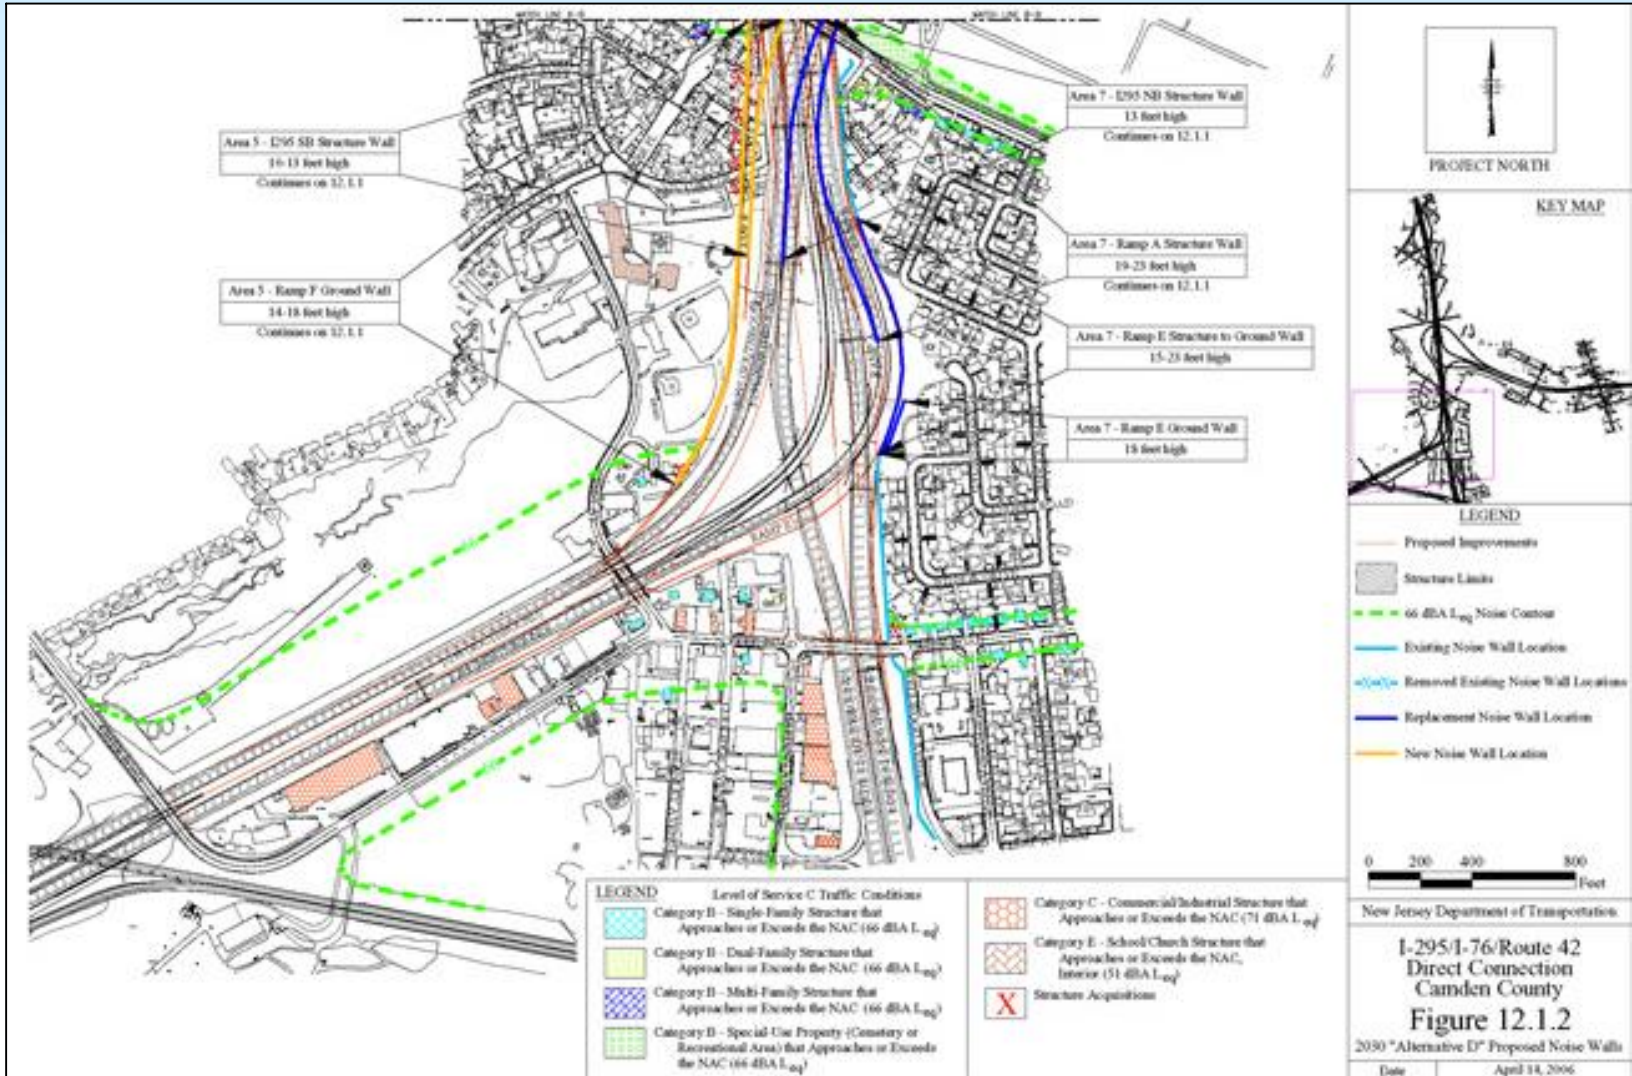 MATCH LINE B-B
MATCH LINE B-B
Area 5 - I295 SB Structure Wall
16-13 feet high
Continues on 12.1.1
Area 5 - Ramp F Ground Wall
14-18 feet high
Continues on 12.1.1
Area 7 - I295 NB Structure Wall
13 feet high
Continues on 12.1.1
Area 7 - Ramp A Structure Wall
19-23 feet high
Continues on 12.1.1
Area 7 - Ramp E Structure to Ground Wall
15-23 feet high
Area 7 - Ramp E Ground Wall
18 feet high
PROJECT NORTH
KEY MAP
LEGEND
Proposed Improvements
Structure Limits
66 dBA Leq Noise Contour
Existing Noise Wall Location
Removed Existing Noise Wall Locations
Replacement Noise Wall Location
New Noise Wall Location
0 200 400 800
Feet
New Jersey Department of Transportation
I-295/I-76/Route 42
Direct Connection
Camden County
Figure 12.1.2
2030 "Alternative D" Proposed Noise Walls
Date April 18, 2006
LEGEND Level of Service C Traffic Conditions
Category B - Single-Family Structure that
Approaches or Exceeds the NAC (66 dBA Leq)
Category B - Dual-Family Structure that
Approaches or Exceeds the NAC (66 dBA Leq)
Category B - Multi-Family Structure that
Approaches or Exceeds the NAC (66 dBA Leq)
Category B - Special-Use Property (Cemetery or
Recreational Area) that Approaches or Exceeds
the NAC (66 dBA Leq)
Category C - Commercial/Industrial Structure that
Approaches or Exceeds the NAC (71 dBA Leq)
Category E - School/Church Structure that
Approaches or Exceeds the NAC,
Interior (51 dBA Leq)
X Structure Acquisitions